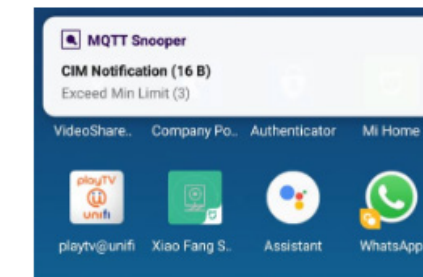 MQTT Snooper
CIM Notification (16 B)
Exceed Min Limit (3)
VideoShare.. Company Po.. Authenticator Mi Home
playTV
unifi
playtv@unifi Xiao Fang S.. Assistant WhatsApp